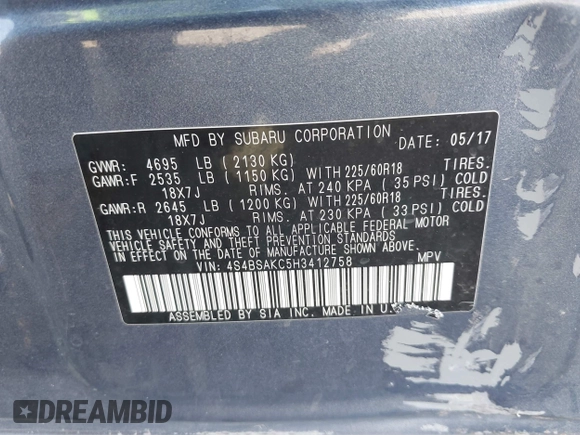 MFD BY SUBARU CORPORATION DATE: 05/17
GVWR: 4695 LB (2130 KG)
GAWR:F 2535 LB (1150 KG) WITH 225/60R18 TIRES.
18X7J RIMS. AT 240 KPA (35 PSI) COLD
GAWR:R 2645 LB (1200 KG) WITH 225/60R18 TIRES.
18X7J RIMS. AT 230 KPA (33 PSI) COLD
THIS VEHICLE CONFORMS TO ALL APPLICABLE FEDERAL MOTOR
VEHICLE SAFETY, BUMPER, AND THEFT PREVENTION STANDARDS
IN EFFECT ON THE DATE OF MANUFACTURE SHOWN ABOVE.
VIN: 4S4BSAKC5H3412758 MPV
ASSEMBLED BY SIA INC. MADE IN U.
DREAMBID